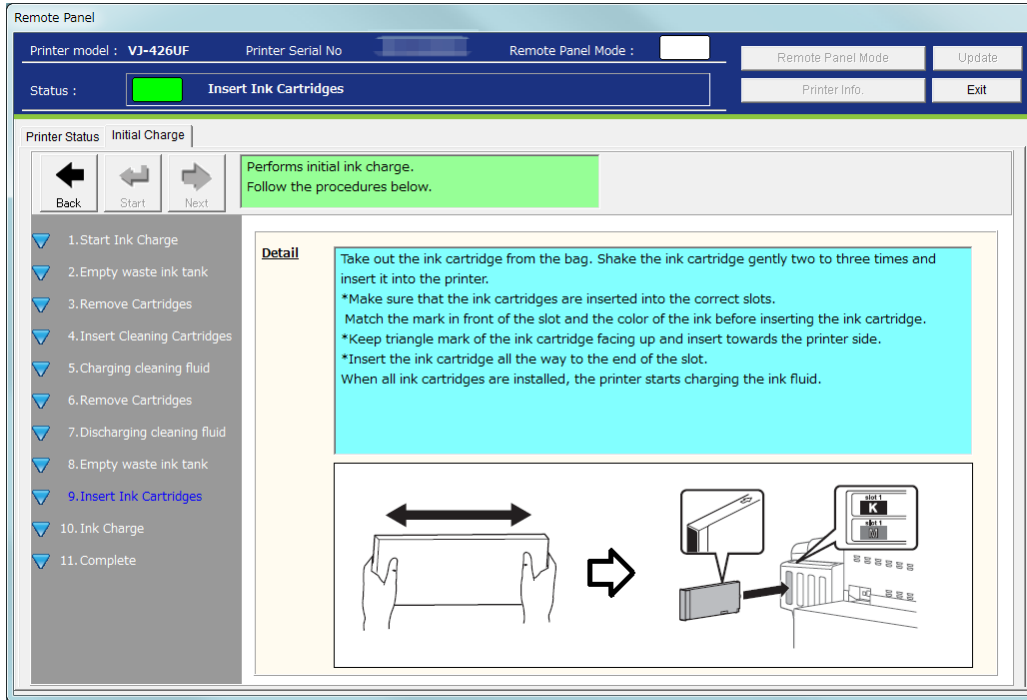 Remote Panel
Printer model : VJ-426UF Printer Serial No Remote Panel Mode :
Remote Panel Mode Update
Status : Insert Ink Cartridges
Printer Info. Exit
Printer Status Initial Charge
Back Start Next
Performs initial ink charge.
Follow the procedures below.
1.Start Ink Charge
2.Empty waste ink tank
3.Remove Cartridges
4.Insert Cleaning Cartridges
5.Charging cleaning fluid
6.Remove Cartridges
7.Discharging cleaning fluid
8.Empty waste ink tank
9.Insert Ink Cartridges
10.Ink Charge
11.Complete
Detail
Take out the ink cartridge from the bag. Shake the ink cartridge gently two to three times and
insert it into the printer.
*Make sure that the ink cartridges are inserted into the correct slots.
Match the mark in front of the slot and the color of the ink before inserting the ink cartridge.
*Keep triangle mark of the ink cartridge facing up and insert towards the printer side.
*Insert the ink cartridge all the way to the end of the slot.
When all ink cartridges are installed, the printer starts charging the ink fluid.
slot 1
K
slot 1
M